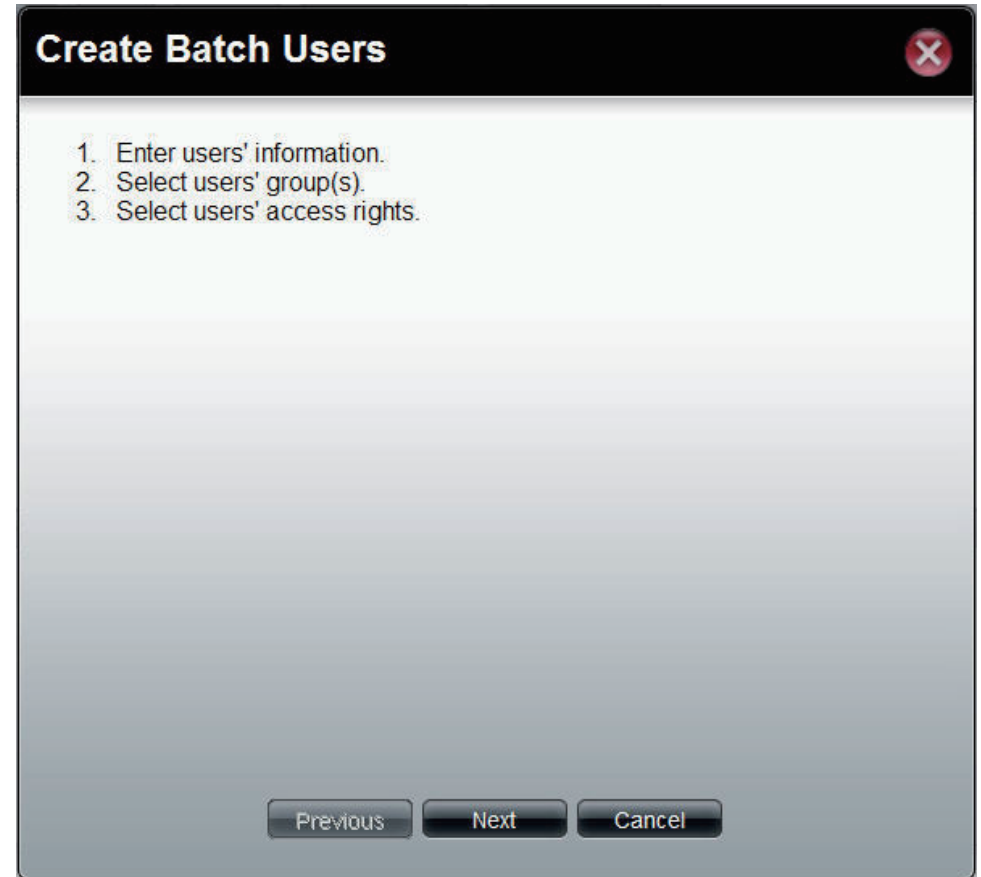 Create Batch Users
1. Enter users' information.
2. Select users' group(s).
3. Select users' access rights.
Previous Next Cancel